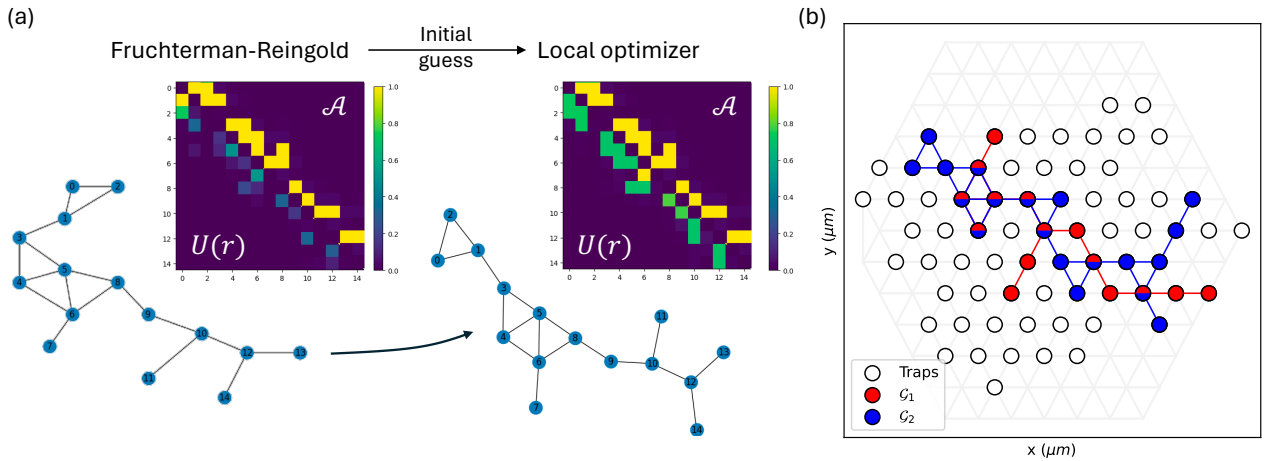 (a)
Fruchterman-Reingold
Initial
guess
Local optimizer
𝒜
U(r)
0
2
4
6
8
10
12
14
0 2 4 6 8 10 12 14
1.0
0.8
0.6
0.4
0.2
0.0
𝒜
U(r)
0
2
4
6
8
10
12
14
0 2 4 6 8 10 12 14
1.0
0.8
0.6
0.4
0.2
0.0
0 2
1
3
5
4 8
6 9
7
10
12 13
11
14
2
1
0
3
5
4 8 11
6 9 10 13
12
7
14
(b)
y (μm)
x (μm)
Traps
𝒢₁
𝒢₂